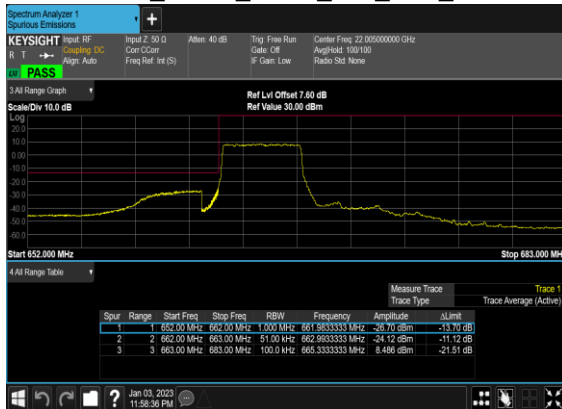 Spectrum Analyzer 1
Spurious Emissions
+
KEYSIGHT Input: RF Input Z: 50 Ω Atten: 40 dB Trig: Free Run Center Freq: 22.005000000 GHz
R T Coupling: DC Corr CCorr Gate: Off Avg|Hold: 100/100
Align: Auto Freq Ref: Int (S) IF Gain: Low Radio Std: None
PASS
3 All Range Graph
Ref Lvl Offset 7.60 dB
Scale/Div 10.0 dB Ref Value 30.00 dBm
Log
20.0
10.0
0.00
-10.0
-20.0
-30.0
-40.0
-50.0
-60.0
Start 652.000 MHz Stop 683.000 MHz
4 All Range Table
Measure Trace Trace 1
Trace Type Trace Average (Active)
Spur Range Start Freq Stop Freq RBW Frequency Amplitude ΔLimit
1 1 652.00 MHz 662.00 MHz 1.000 MHz 661.9833333 MHz -26.70 dBm -13.70 dB
2 2 662.00 MHz 663.00 MHz 51.00 kHz 662.9933333 MHz -24.12 dBm -11.12 dB
3 3 663.00 MHz 683.00 MHz 100.0 kHz 665.3333333 MHz 8.486 dBm -21.51 dB
? Jan 03, 2023
11:58:36 PM